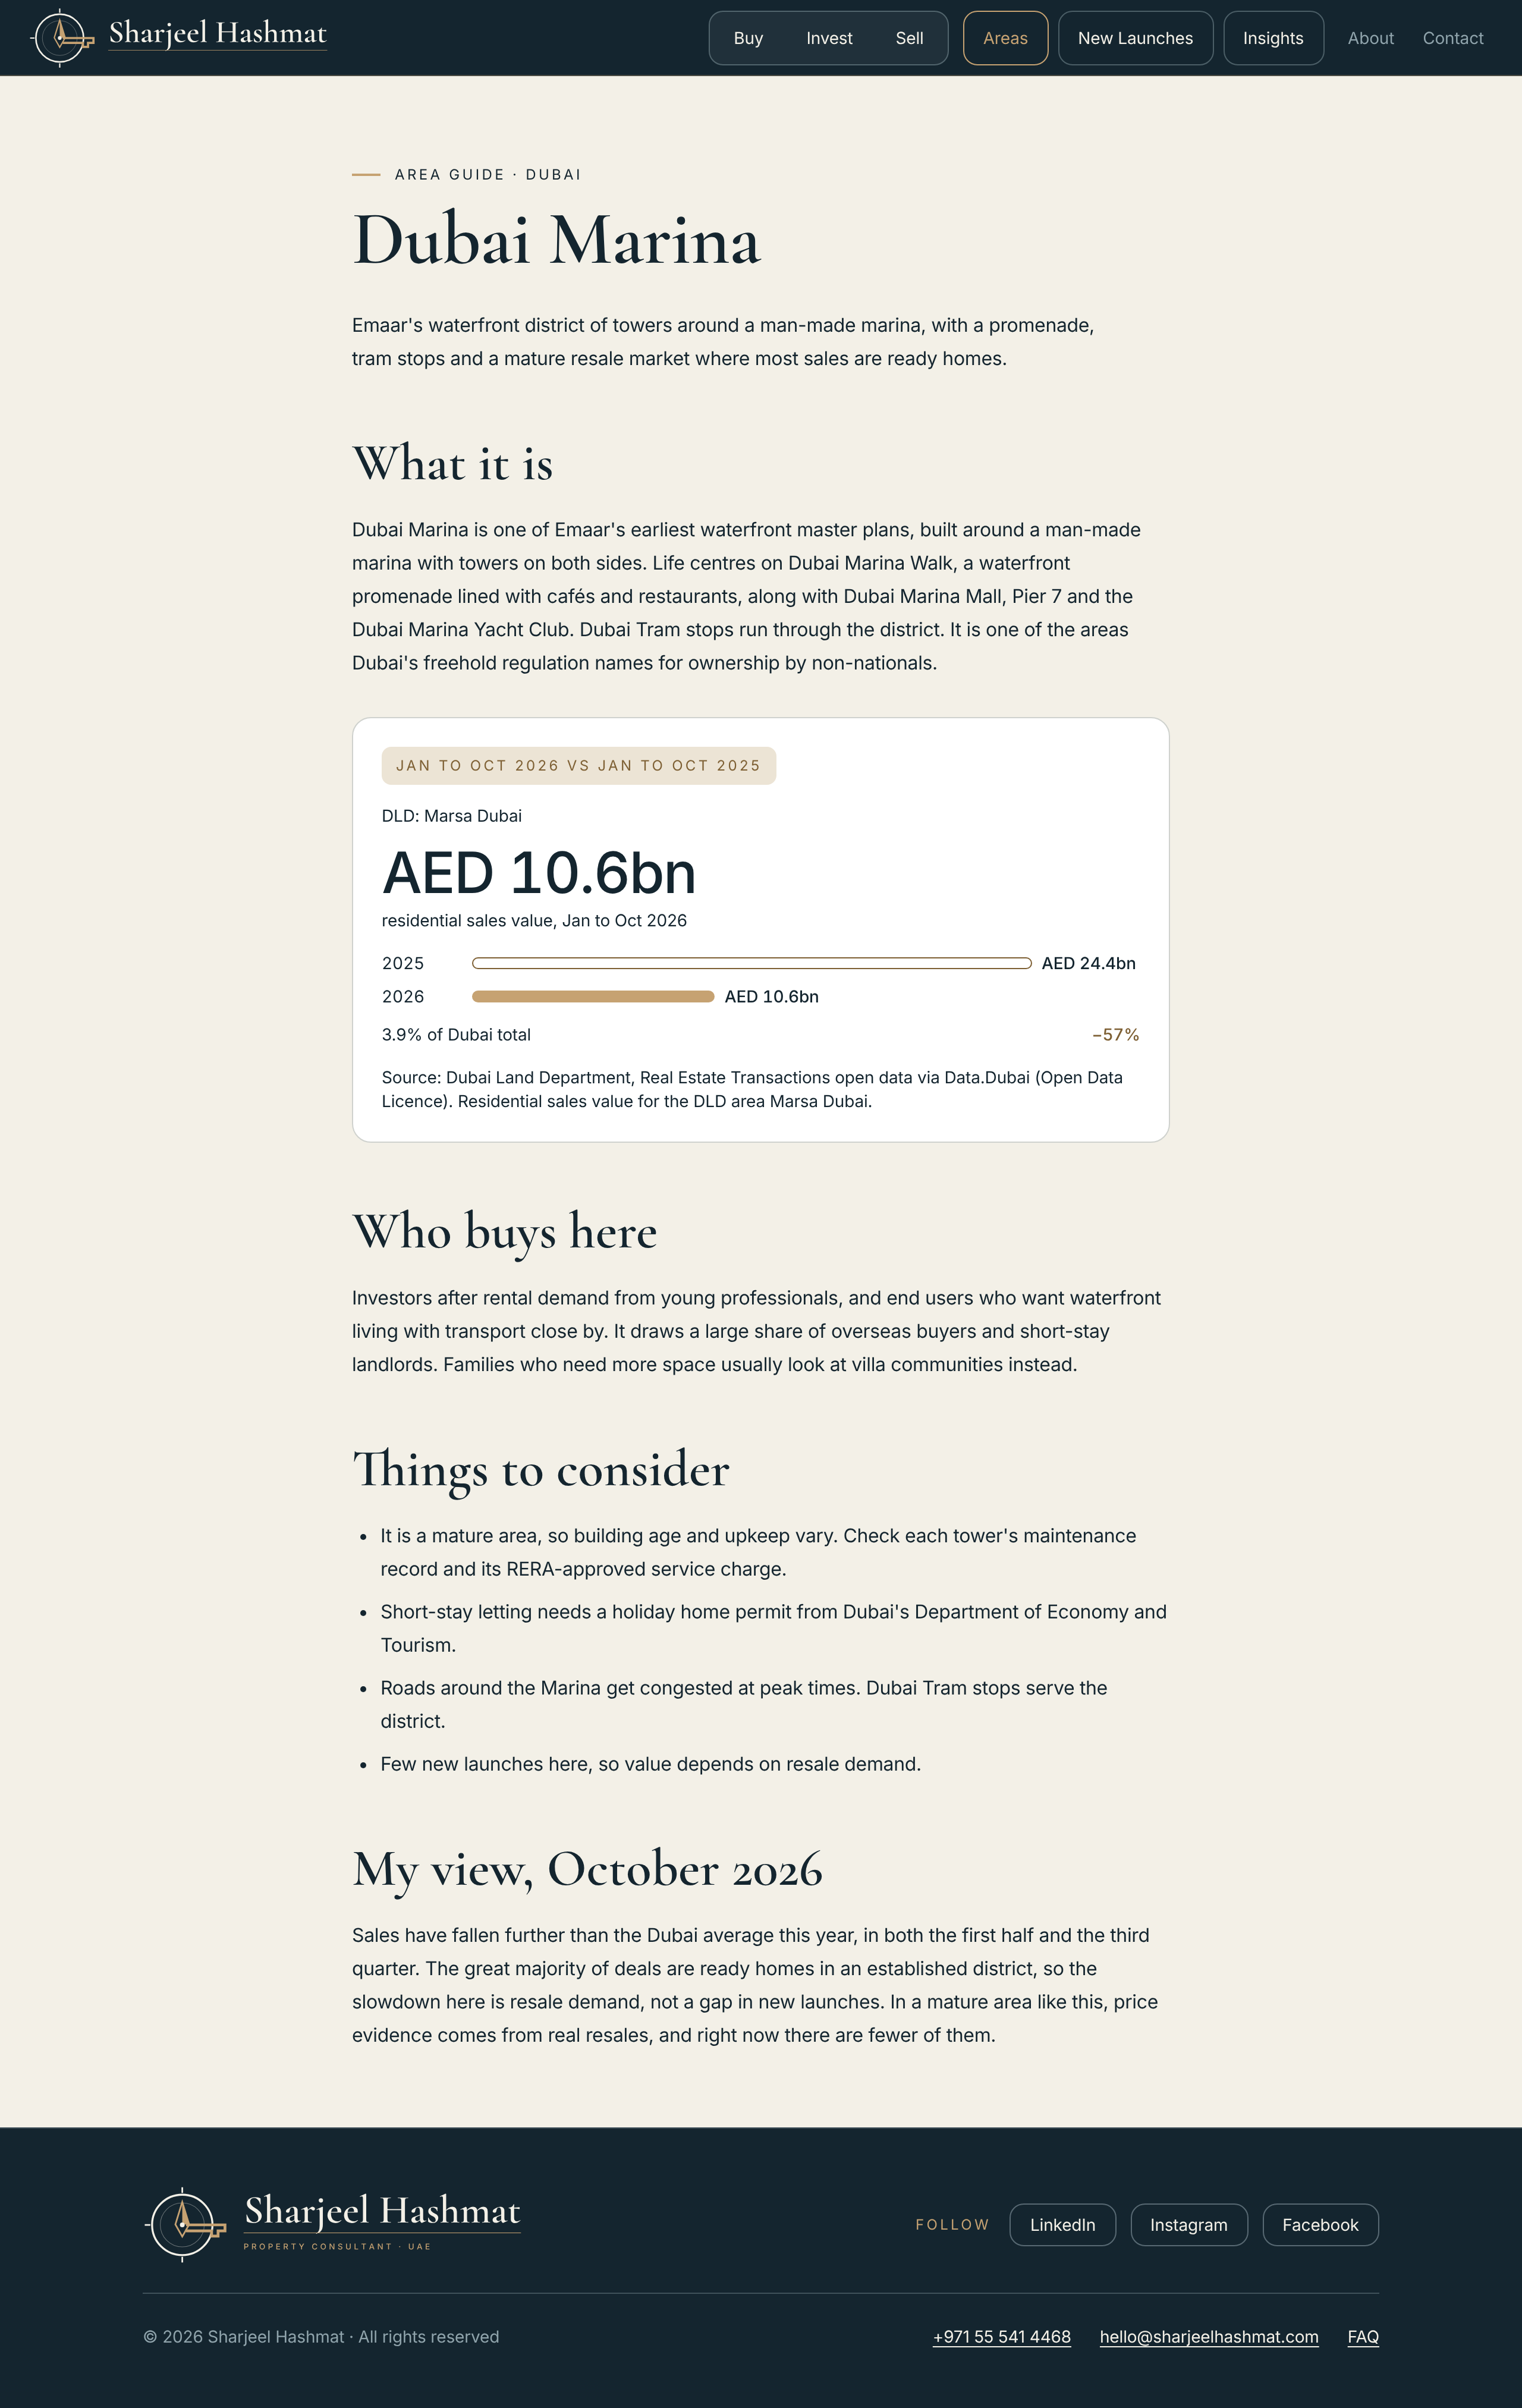 Sharjeel Hashmat
Buy
Invest
Sell
Areas
New Launches
Insights
About
Contact
AREA GUIDE · DUBAI
Dubai Marina
Emaar's waterfront district of towers around a man-made marina, with a promenade,
tram stops and a mature resale market where most sales are ready homes.
What it is
Dubai Marina is one of Emaar's earliest waterfront master plans, built around a man-made
marina with towers on both sides. Life centres on Dubai Marina Walk, a waterfront
promenade lined with cafés and restaurants, along with Dubai Marina Mall, Pier 7 and the
Dubai Marina Yacht Club. Dubai Tram stops run through the district. It is one of the areas
Dubai's freehold regulation names for ownership by non-nationals.
JAN TO OCT 2026 VS JAN TO OCT 2025
DLD: Marsa Dubai
AED 10.6bn
residential sales value, Jan to Oct 2026
2025 AED 24.4bn
2026 AED 10.6bn
3.9% of Dubai total −57%
Source: Dubai Land Department, Real Estate Transactions open data via Data.Dubai (Open Data
Licence). Residential sales value for the DLD area Marsa Dubai.
Who buys here
Investors after rental demand from young professionals, and end users who want waterfront
living with transport close by. It draws a large share of overseas buyers and short-stay
landlords. Families who need more space usually look at villa communities instead.
Things to consider
• It is a mature area, so building age and upkeep vary. Check each tower's maintenance
record and its RERA-approved service charge.
• Short-stay letting needs a holiday home permit from Dubai's Department of Economy and
Tourism.
• Roads around the Marina get congested at peak times. Dubai Tram stops serve the
district.
• Few new launches here, so value depends on resale demand.
My view, October 2026
Sales have fallen further than the Dubai average this year, in both the first half and the third
quarter. The great majority of deals are ready homes in an established district, so the
slowdown here is resale demand, not a gap in new launches. In a mature area like this, price
evidence comes from real resales, and right now there are fewer of them.
Sharjeel Hashmat
PROPERTY CONSULTANT · UAE
FOLLOW
LinkedIn
Instagram
Facebook
© 2026 Sharjeel Hashmat · All rights reserved
+971 55 541 4468
hello@sharjeelhashmat.com
FAQ